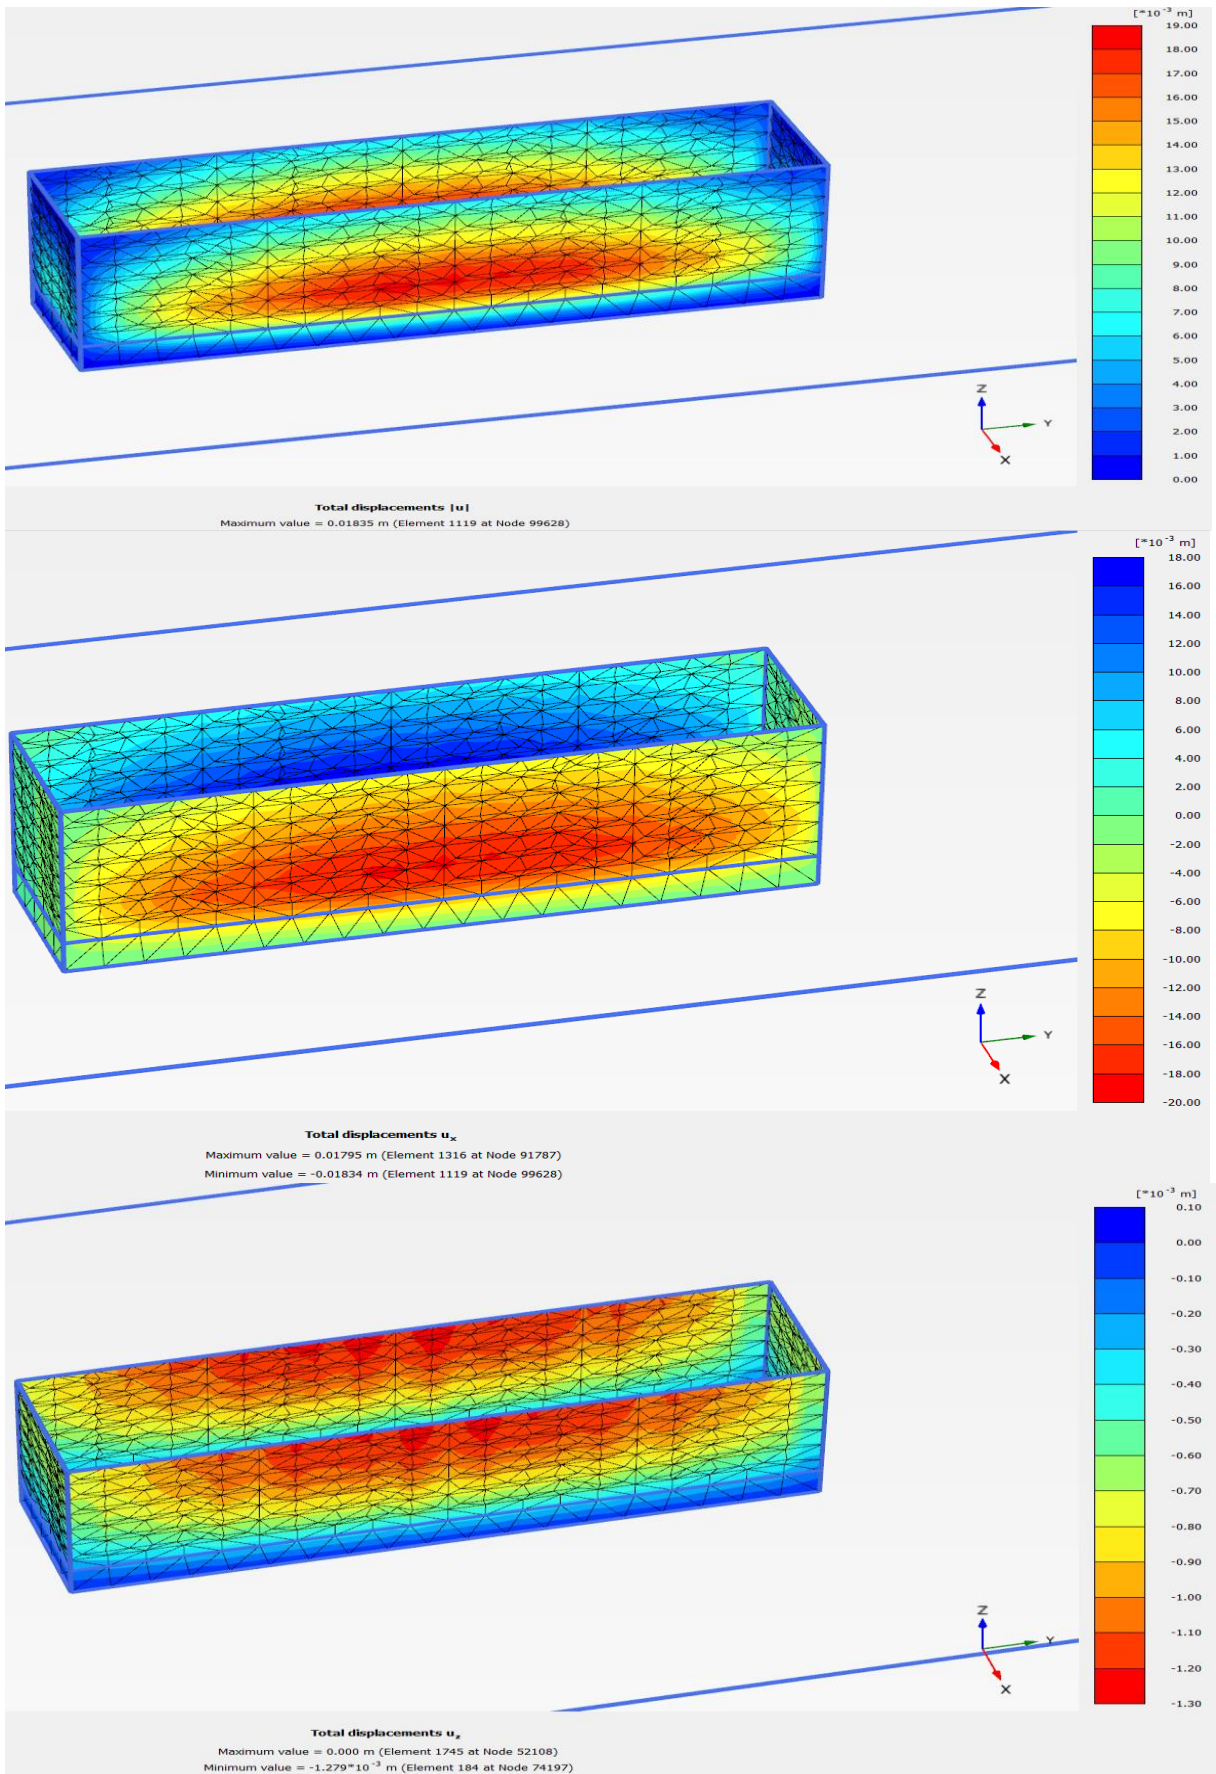 [*10⁻³ m]
19.00
18.00
17.00
16.00
15.00
14.00
13.00
12.00
11.00
10.00
9.00
8.00
7.00
6.00
5.00
4.00
3.00
2.00
1.00
0.00
Z
Y
X
Total displacements |u|
Maximum value = 0.01835 m (Element 1119 at Node 99628)
[*10⁻³ m]
18.00
16.00
14.00
12.00
10.00
8.00
6.00
4.00
2.00
0.00
-2.00
-4.00
-6.00
-8.00
-10.00
-12.00
-14.00
-16.00
-18.00
-20.00
Z
Y
X
Total displacements uₓ
Maximum value = 0.01795 m (Element 1316 at Node 91787)
Minimum value = -0.01834 m (Element 1119 at Node 99628)
[*10⁻³ m]
0.10
0.00
-0.10
-0.20
-0.30
-0.40
-0.50
-0.60
-0.70
-0.80
-0.90
-1.00
-1.10
-1.20
-1.30
Z
Y
X
Total displacements u_z
Maximum value = 0.000 m (Element 1745 at Node 52108)
Minimum value = -1.279*10⁻³ m (Element 184 at Node 74197)